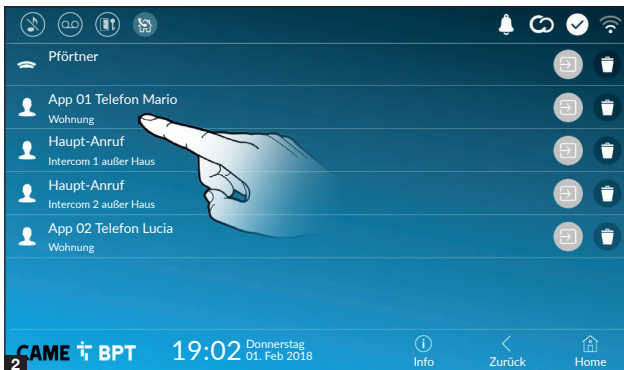 Pförtner
App 01 Telefon Mario
Wohnung
Haupt-Anruf
Intercom 1 außer Haus
Haupt-Anruf
Intercom 2 außer Haus
App 02 Telefon Lucia
Wohnung
2
CAME BPT
19:02
Donnerstag
01. Feb 2018
Info
Zurück
Home